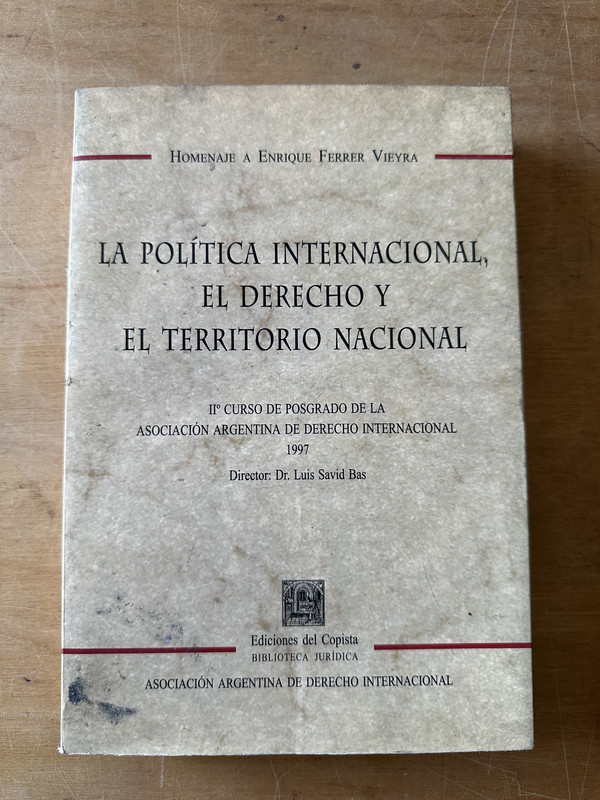 Homenaje a Enrique Ferrer Vieyra
LA POLÍTICA INTERNACIONAL,
EL DERECHO Y
EL TERRITORIO NACIONAL
IIº CURSO DE POSGRADO DE LA
ASOCIACIÓN ARGENTINA DE DERECHO INTERNACIONAL
1997
Director: Dr. Luis Savid Bas
Ediciones del Copista
BIBLIOTECA JURÍDICA
ASOCIACIÓN ARGENTINA DE DERECHO INTERNACIONAL